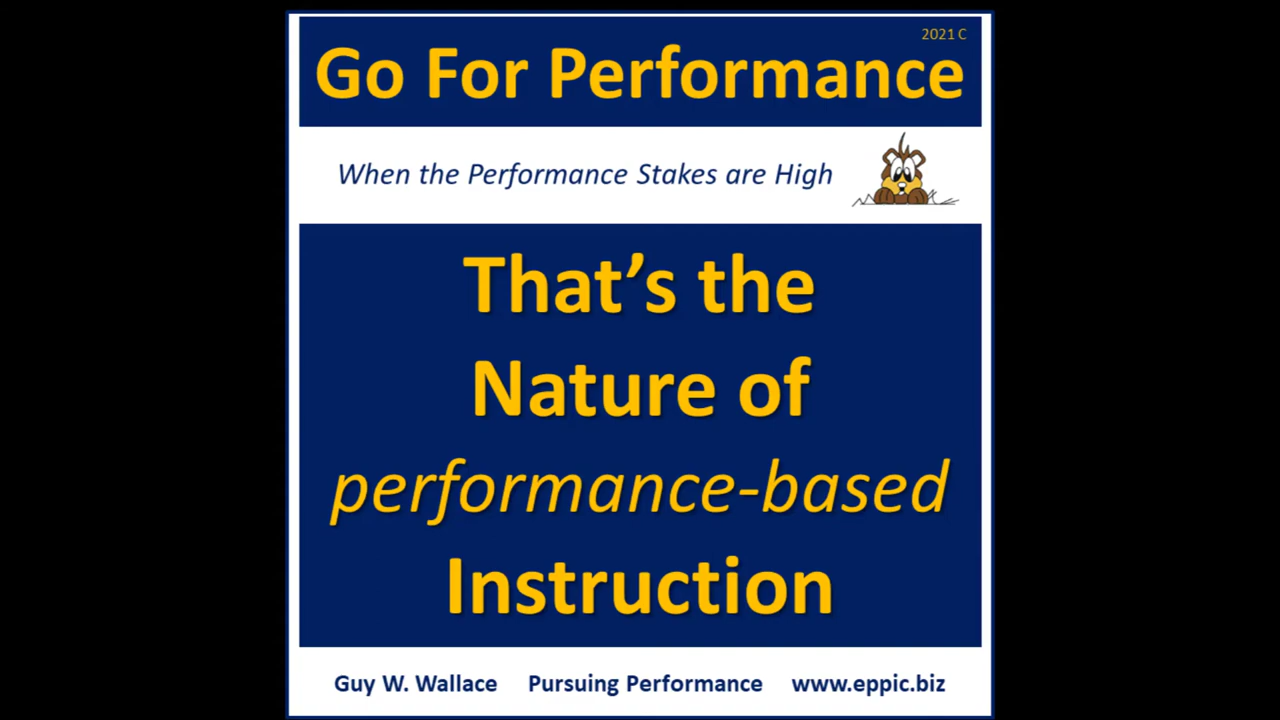 2021 C
Go For Performance
When the Performance Stakes are High
That’s the
Nature of
performance-based
Instruction
Guy W. Wallace Pursuing Performance www.eppic.biz